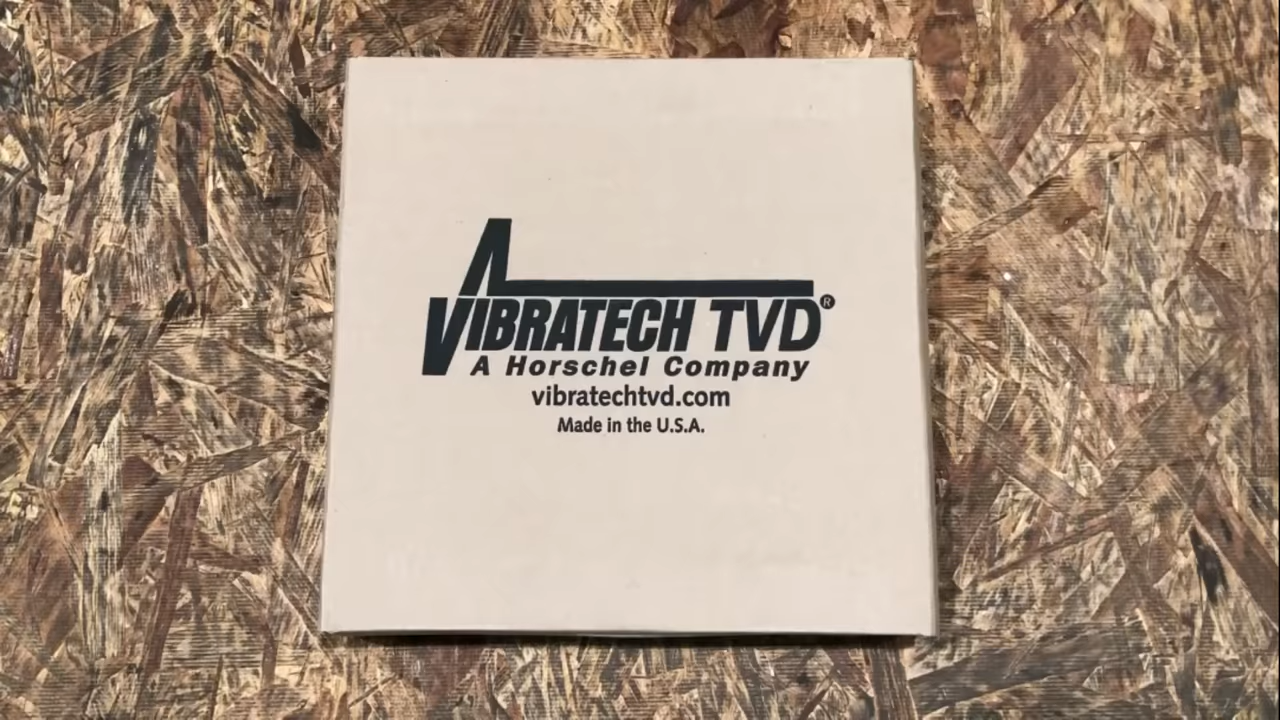 VIBRATECH TVD®
A Horschel Company
vibratechtvd.com
Made in the U.S.A.